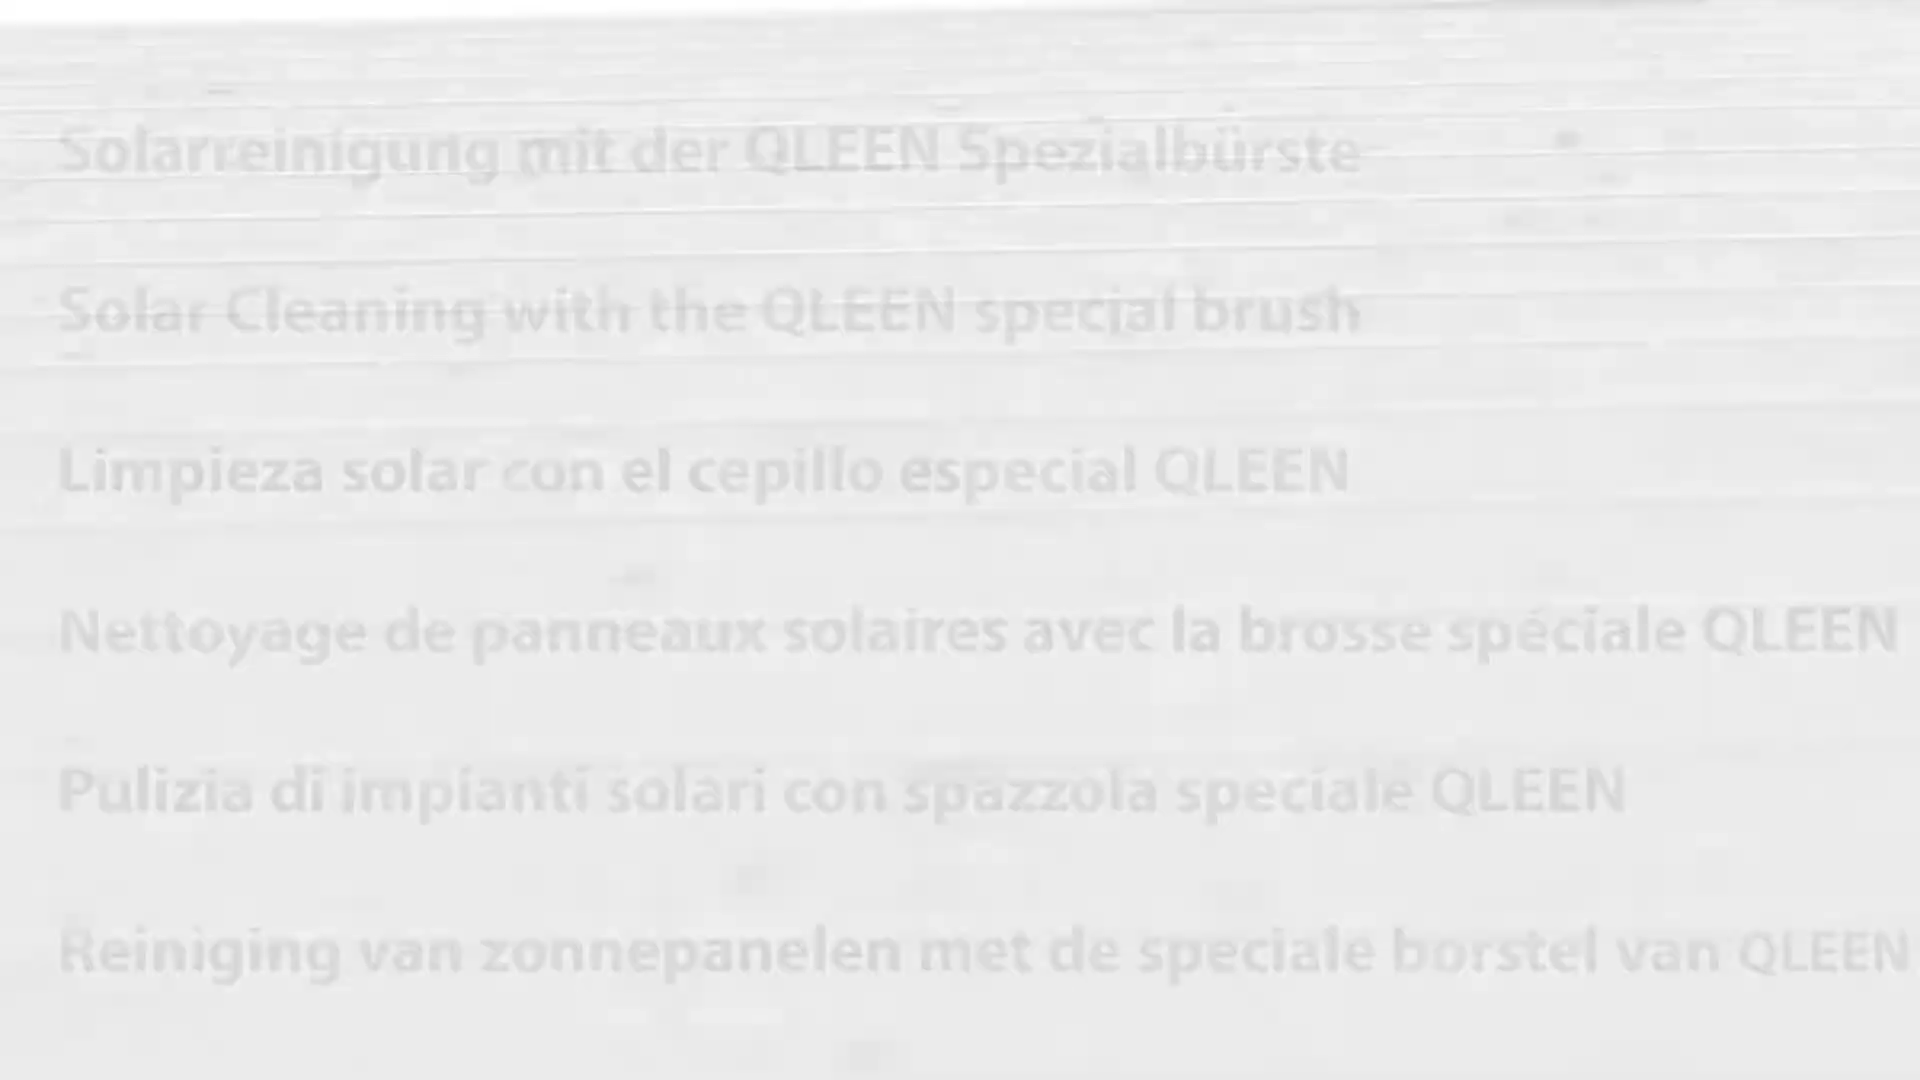 Solarreinigung mit der QLEEN Spezialbürste
Solar Cleaning with the QLEEN special brush
Limpieza solar con el cepillo especial QLEEN
Nettoyage de panneaux solaires avec la brosse spéciale QLEEN
Pulizia di impianti solari con spazzola speciale QLEEN
Reiniging van zonnepanelen met de speciale borstel van QLEEN